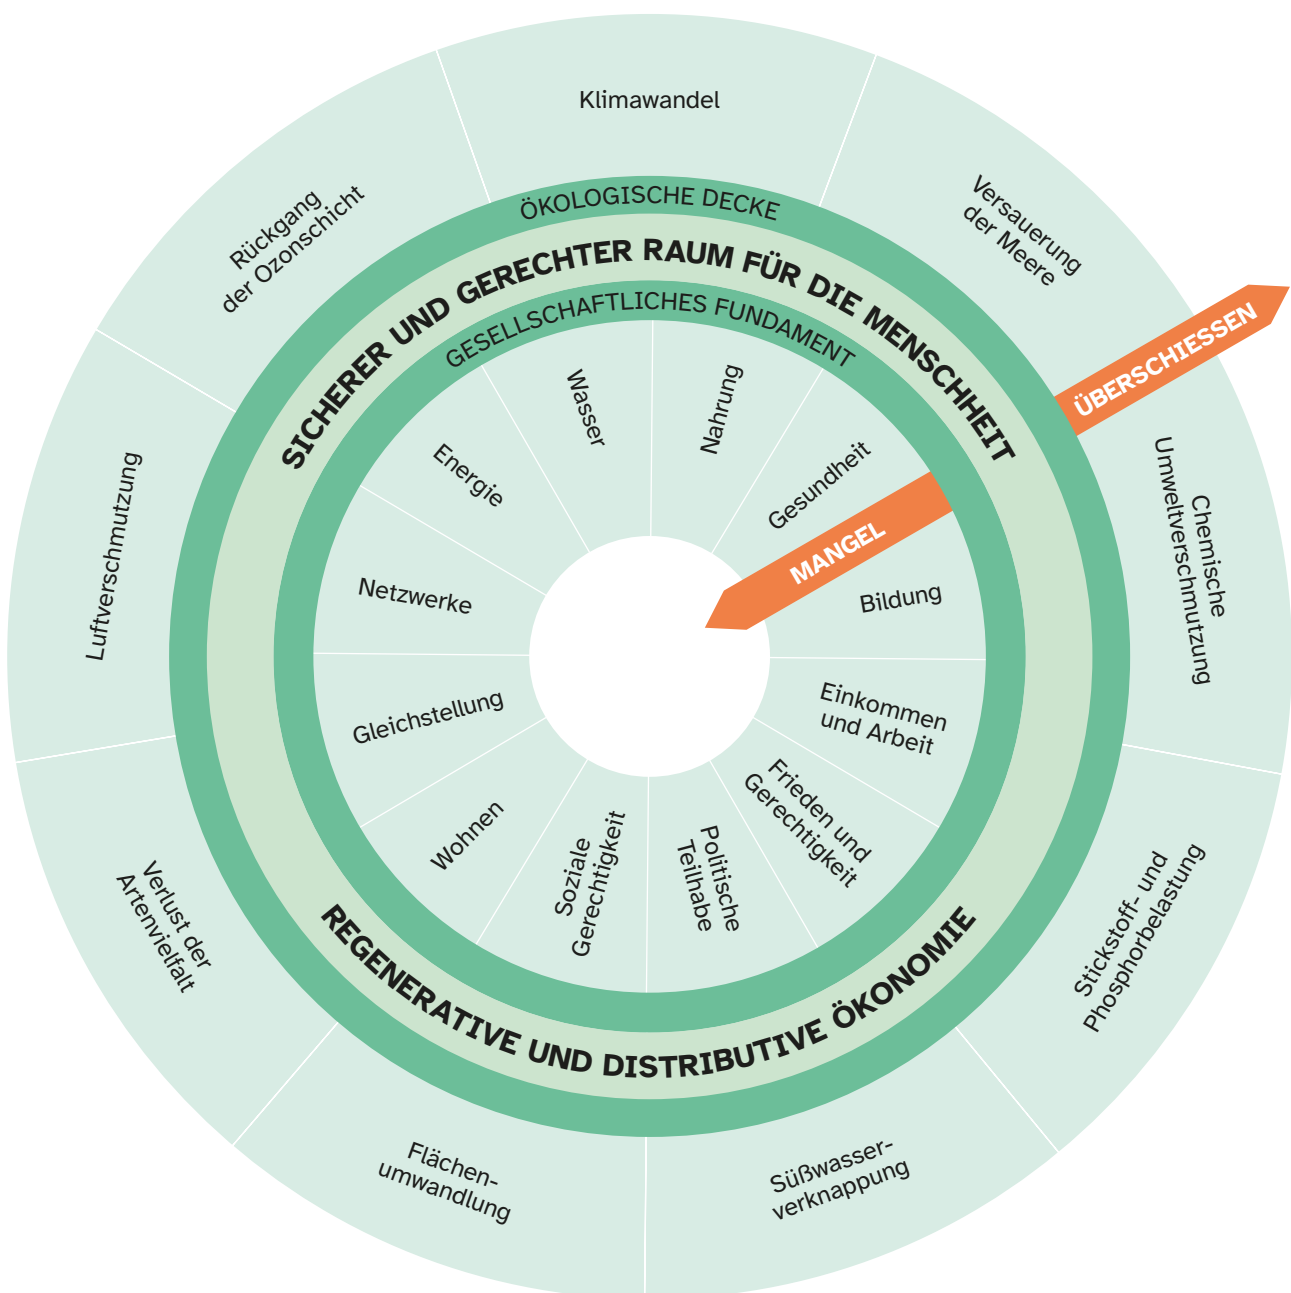 Klimawandel
Versauerung
der Meere
ÜBERSCHIESSEN
Chemische
Umweltverschmutzung
Stickstoff- und
Phosphorbelastung
Süßwasser-
verknappung
Flächen-
umwandlung
Verlust der
Artenvielfalt
Luftverschmutzung
Rückgang
der Ozonschicht
ÖKOLOGISCHE DECKE
SICHERER UND GERECHTER RAUM FÜR DIE MENSCHHEIT
GESELLSCHAFTLICHES FUNDAMENT
Wasser
Nahrung
Gesundheit
MANGEL
Bildung
Einkommen
und Arbeit
Frieden und
Gerechtigkeit
Politische
Teilhabe
Soziale
Gerechtigkeit
Wohnen
Gleichstellung
Netzwerke
Energie
REGENERATIVE UND DISTRIBUTIVE ÖKONOMIE